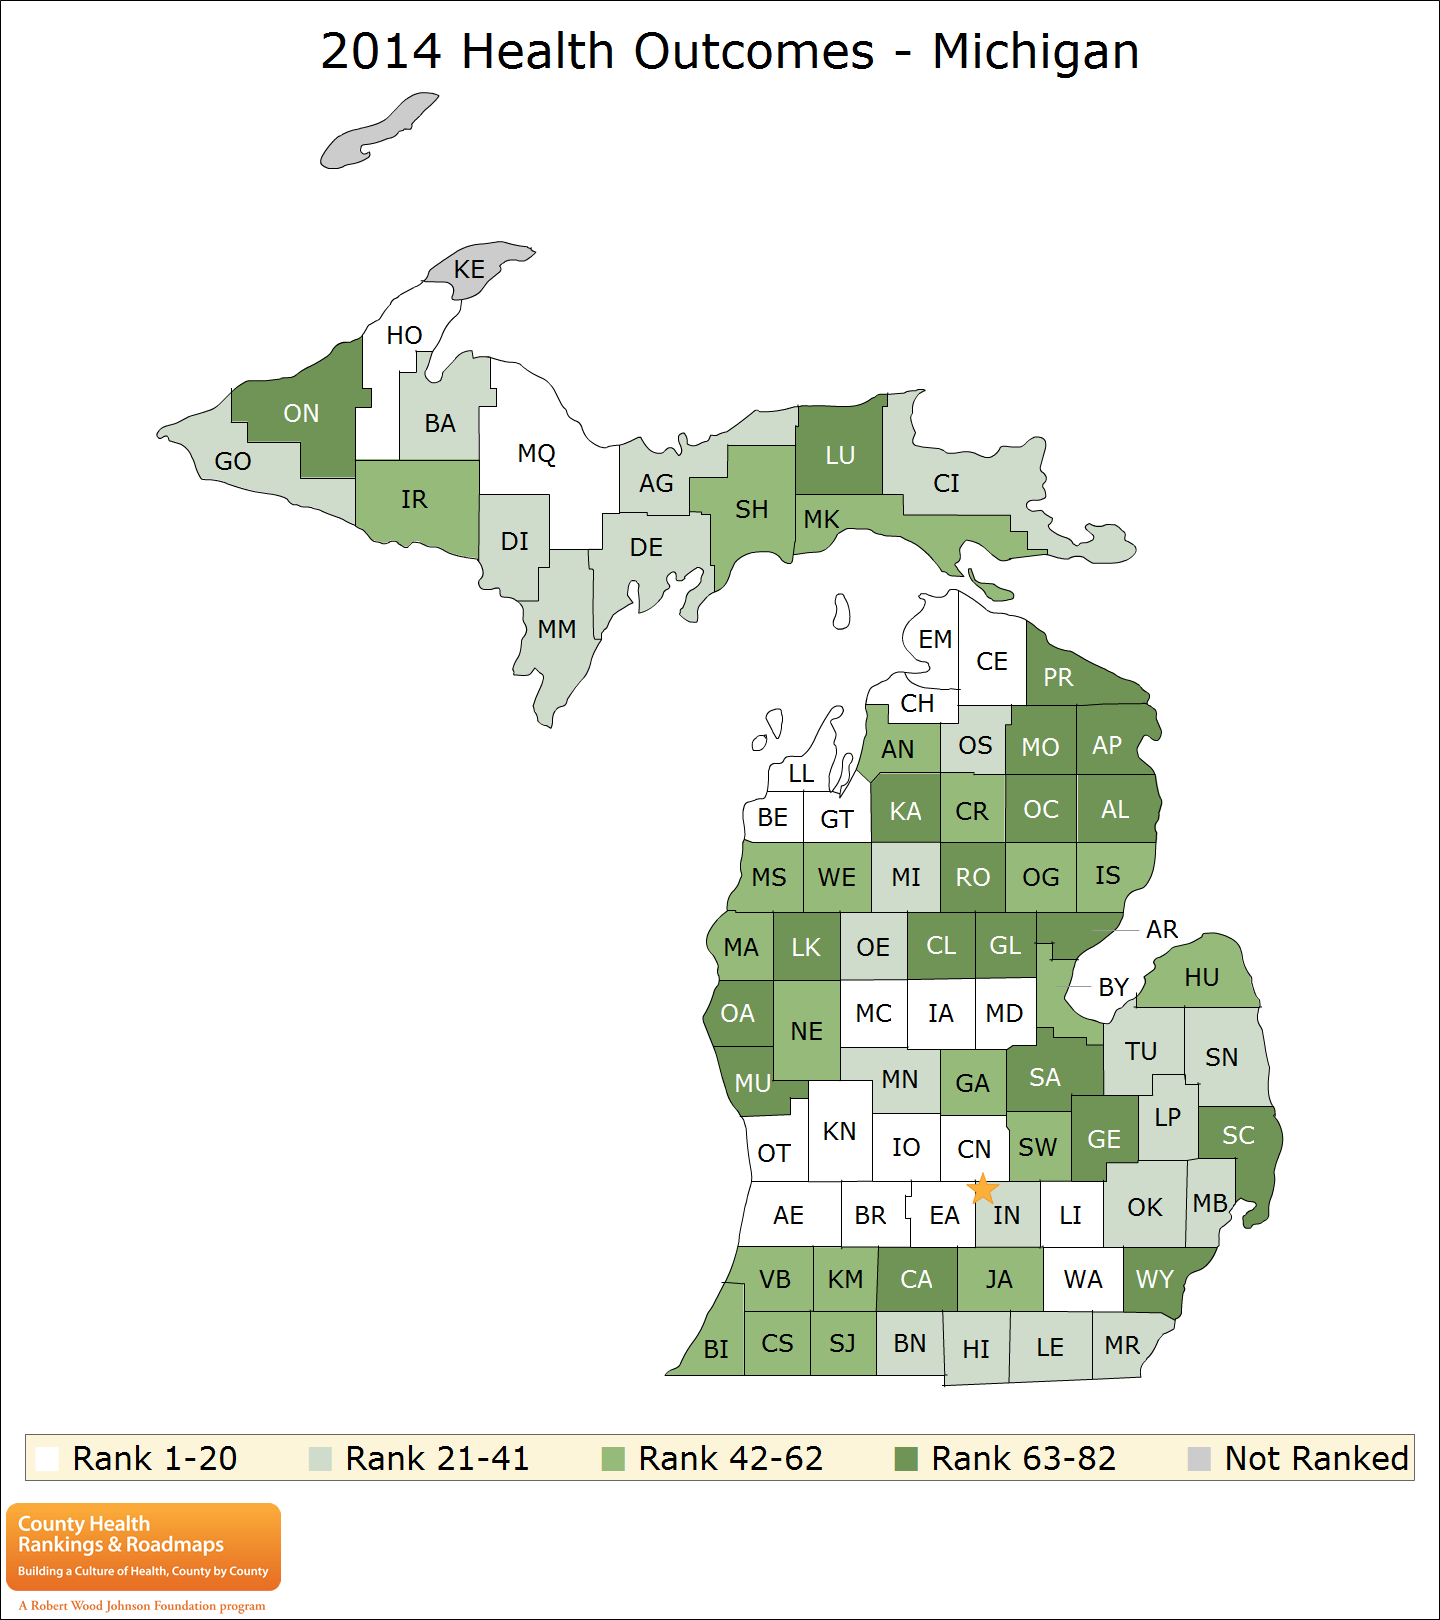 2014 Health Outcomes - Michigan
KE
HO
ON
BA
GO
MQ
LU
AG
CI
IR
SH
MK
DI
DE
MM
EM
CE
PR
CH
AN
OS
MO
AP
LL
BE
GT
KA
CR
OC
AL
MS
WE
MI
RO
OG
IS
AR
MA
LK
OE
CL
GL
BY
HU
OA
NE
MC
IA
MD
TU
SN
MU
MN
GA
SA
LP
OT
KN
IO
CN
SW
GE
SC
AE
BR
EA
IN
LI
OK
MB
VB
KM
CA
JA
WA
WY
BI
CS
SJ
BN
HI
LE
MR
Rank 1-20 Rank 21-41 Rank 42-62 Rank 63-82 Not Ranked
County Health
Rankings & Roadmaps
Building a Culture of Health, County by County
A Robert Wood Johnson Foundation program